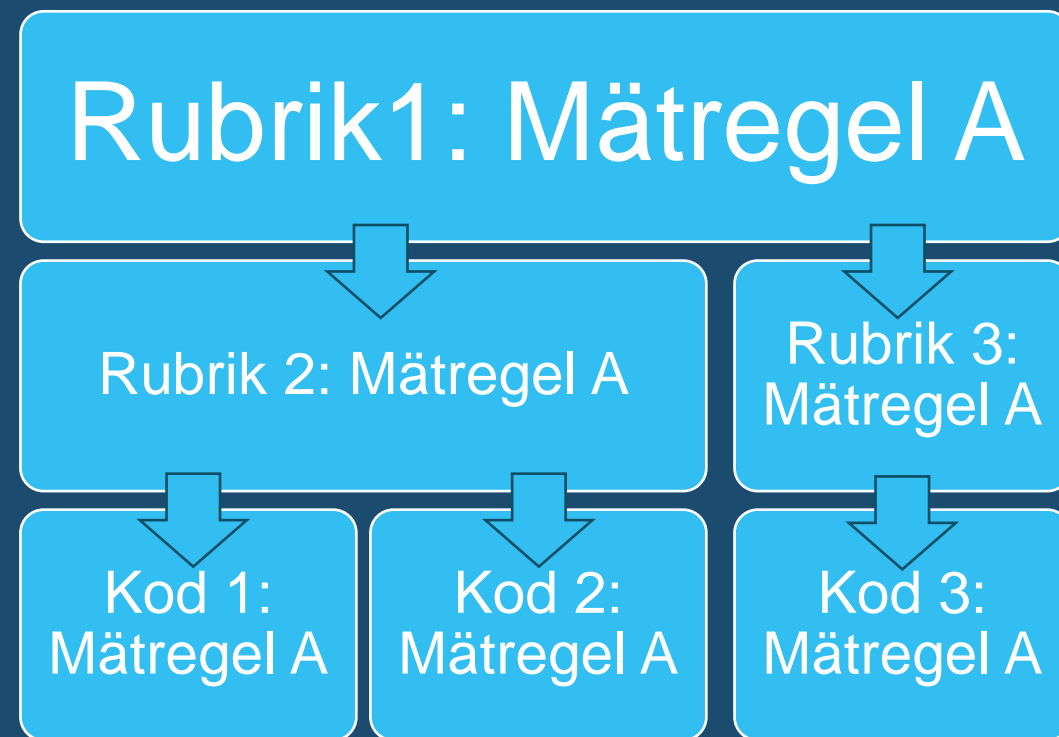 Rubrik1: Mätregel A
Rubrik 2: Mätregel A
Rubrik 3:
Mätregel A
Kod 1:
Mätregel A
Kod 2:
Mätregel A
Kod 3:
Mätregel A